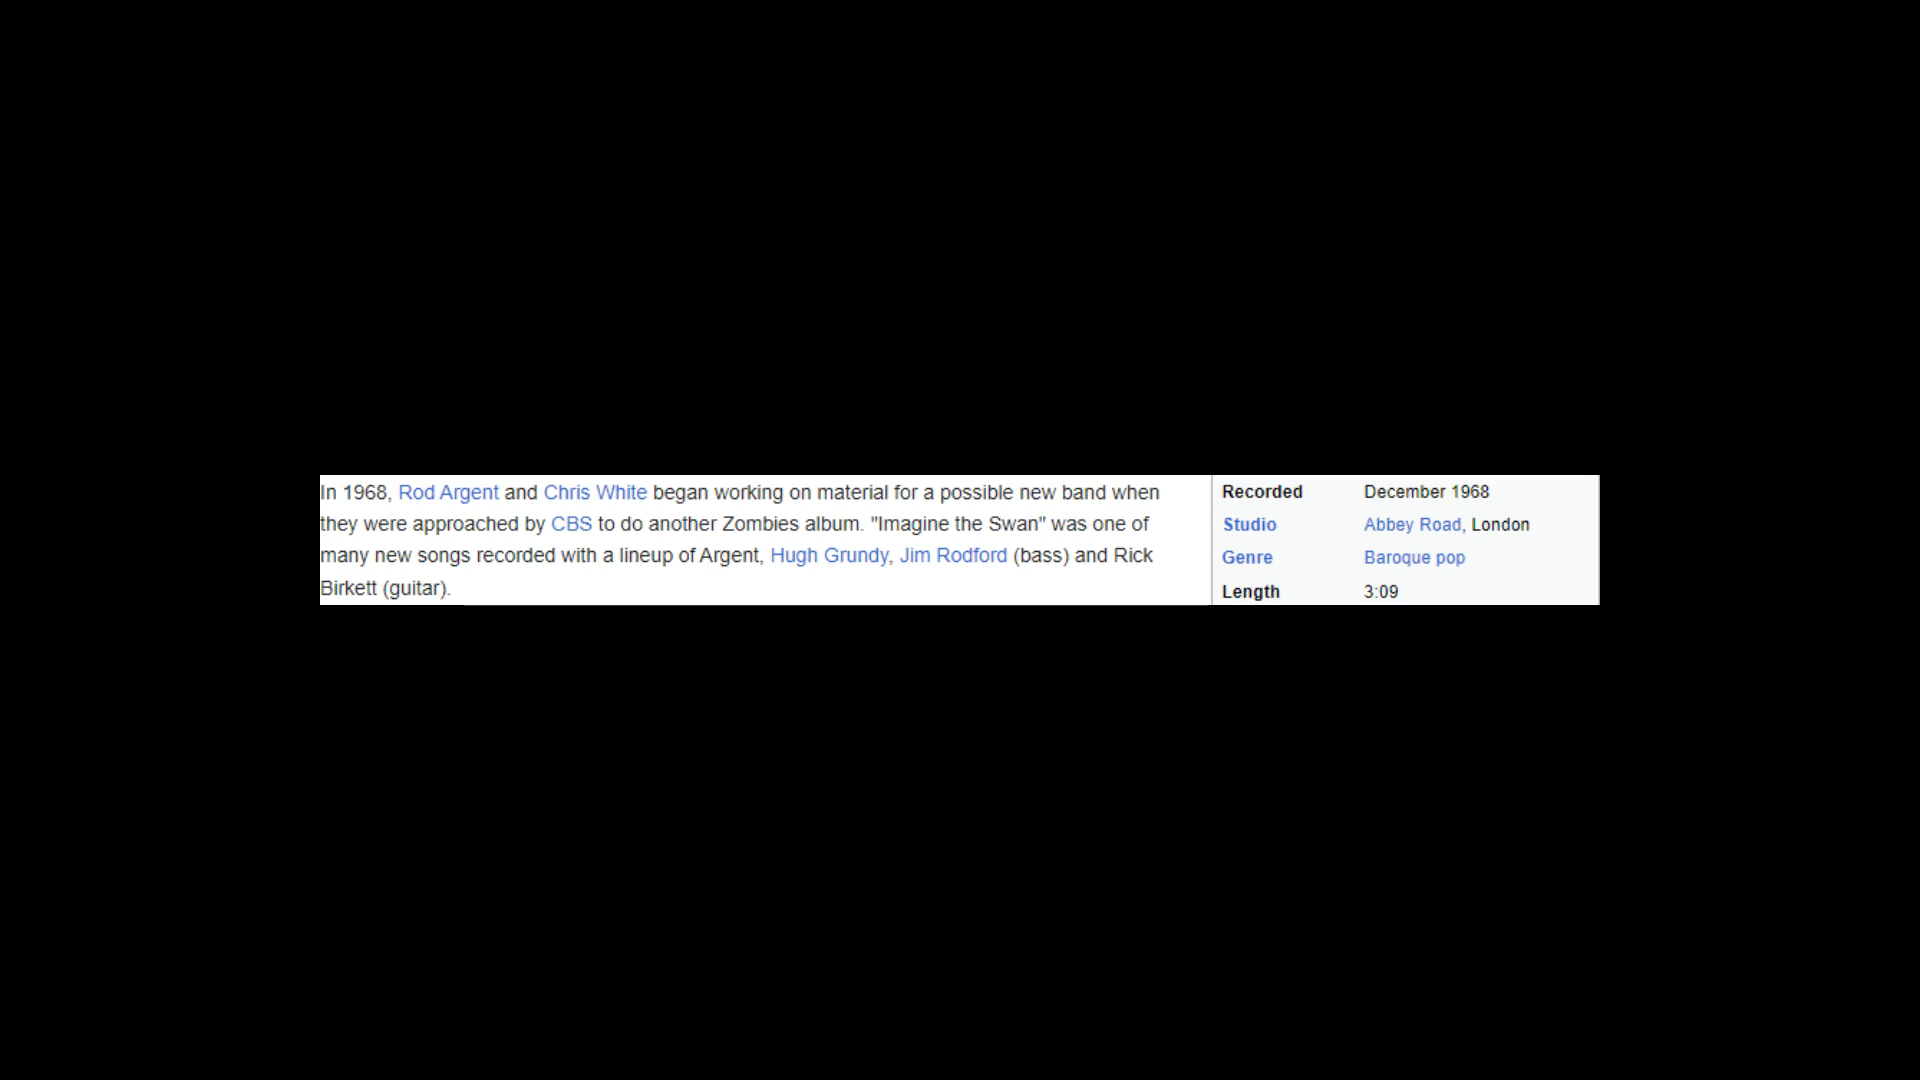 In 1968, Rod Argent and Chris White began working on material for a possible new band when
they were approached by CBS to do another Zombies album. "Imagine the Swan" was one of
many new songs recorded with a lineup of Argent, Hugh Grundy, Jim Rodford (bass) and Rick
Birkett (guitar).
Recorded December 1968
Studio Abbey Road, London
Genre Baroque pop
Length 3:09